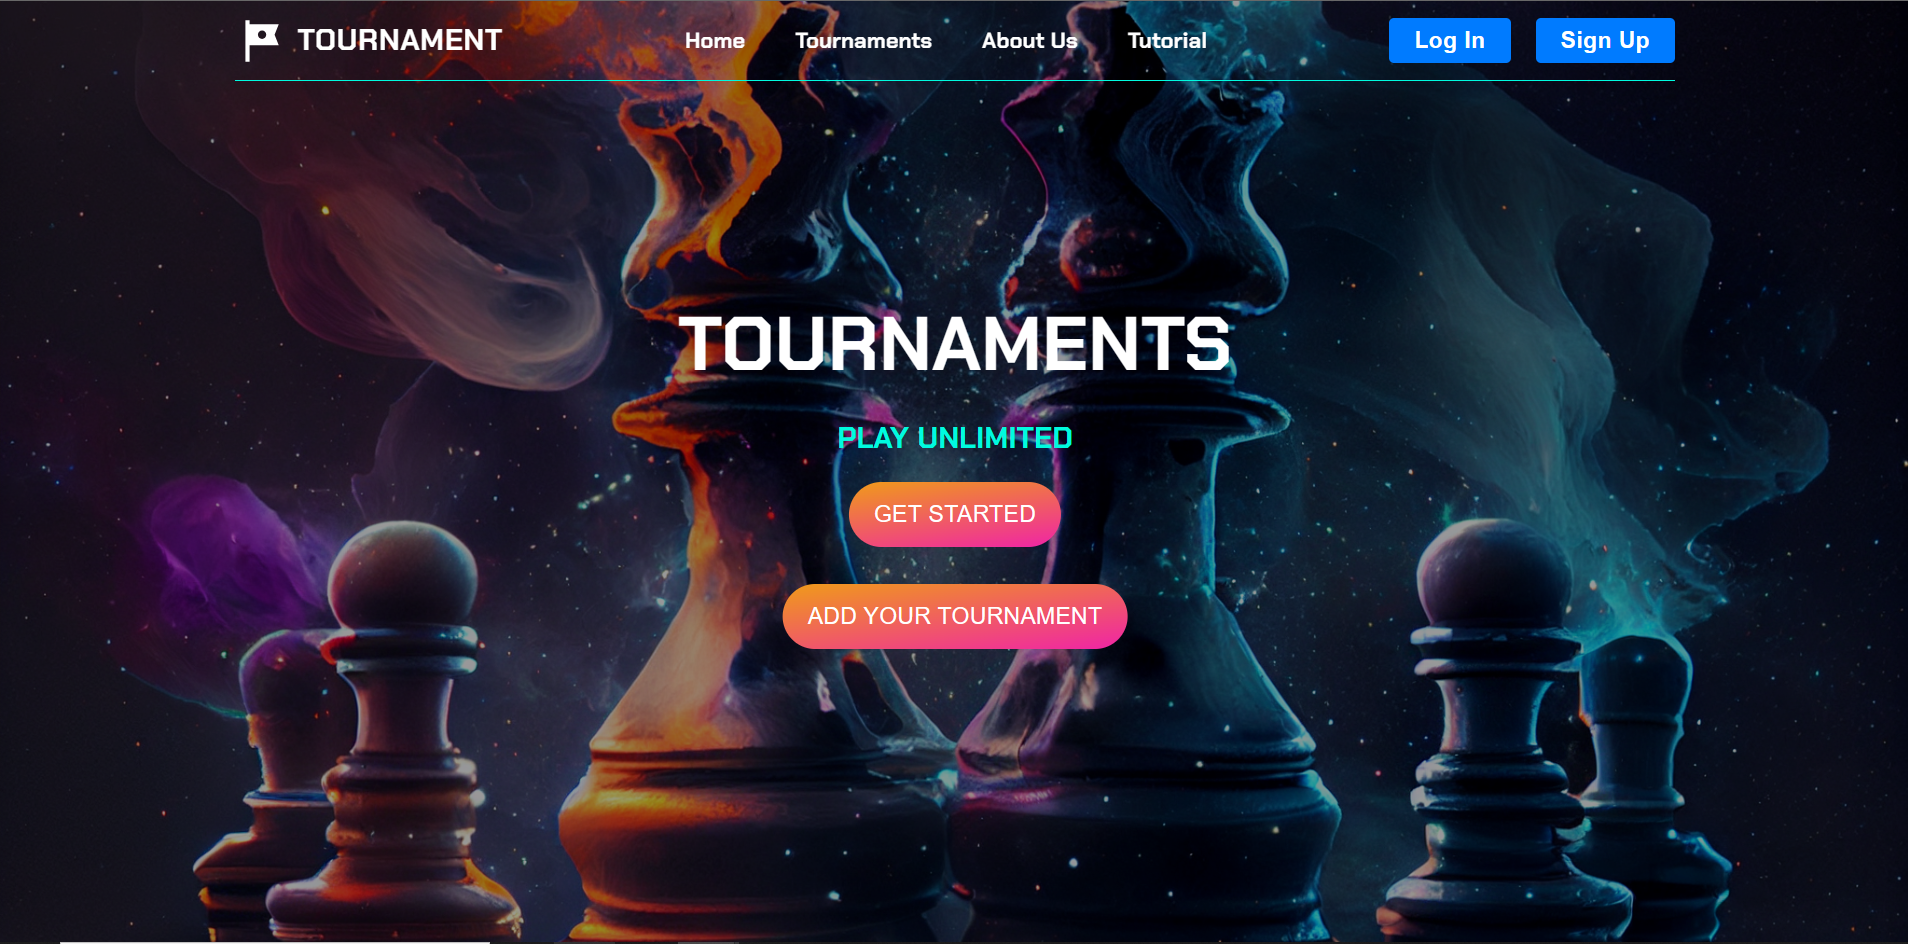 TOURNAMENT
Home Tournaments About Us Tutorial
Log In Sign Up
TOURNAMENTS
PLAY UNLIMITED
GET STARTED
ADD YOUR TOURNAMENT